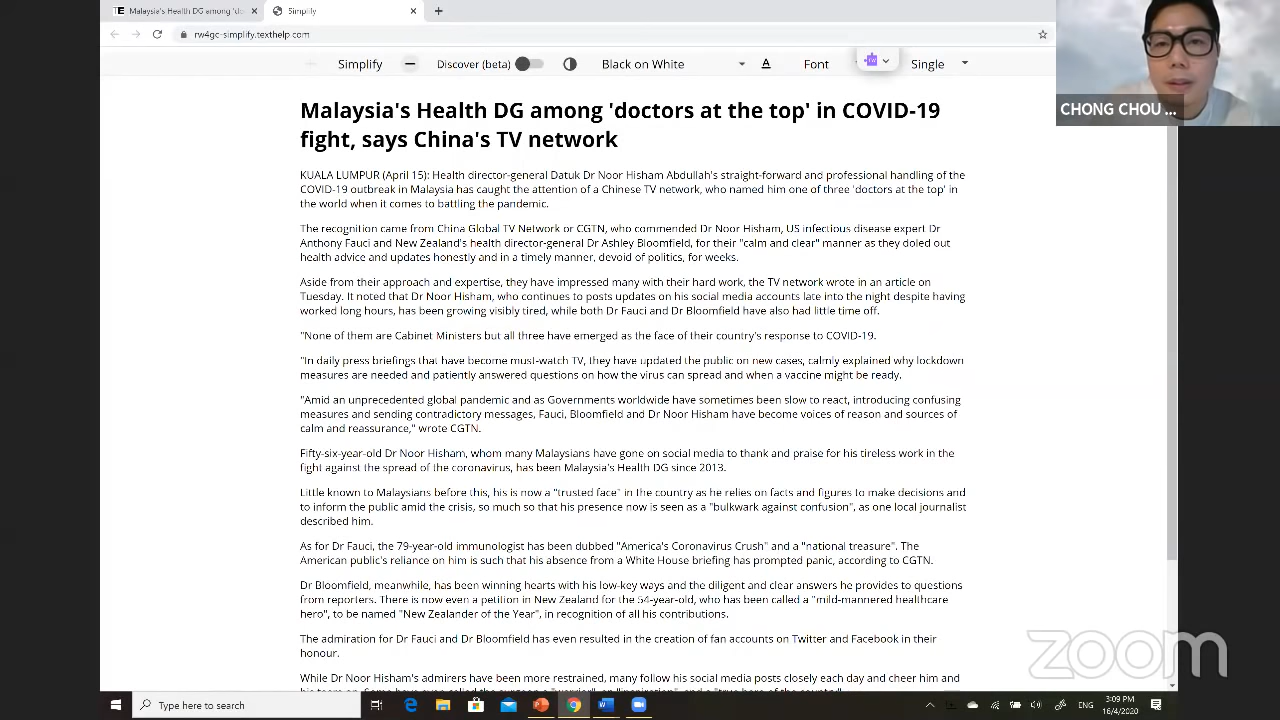 Malaysia's Health DG among 'do
Simplify
rw4gc-simplify.texthelp.com
Simplify
Discover (beta)
Black on White
A
Font
rw
Single
CHONG CHOU ...
Malaysia's Health DG among 'doctors at the top' in COVID-19
fight, says China's TV network
KUALA LUMPUR (April 15): Health director-general Datuk Dr Noor Hisham Abdullah's straight-forward and professional handling of the
COVID-19 outbreak in Malaysia has caught the attention of a Chinese TV network, who named him one of three 'doctors at the top' in
the world when it comes to battling the pandemic.
The recognition came from China Global TV Network or CGTN, who commended Dr Noor Hisham, US infectious disease expert Dr
Anthony Fauci and New Zealand's health director-general Dr Ashley Bloomfield, for their "calm and clear" manner as they doled out
health advice and updates honestly and in a timely manner, devoid of politics, for weeks.
Aside from their approach and expertise, they have impressed many with their hard work, the TV network wrote in an article on
Tuesday. It noted that Dr Noor Hisham, who continues to posts updates on his social media accounts late into the night despite having
worked long hours, has been growing visibly tired, while both Dr Fauci and Dr Bloomfield have also had little time off.
"None of them are Cabinet Ministers but all three have emerged as the face of their country's response to COVID-19.
"In daily press briefings that have become must-watch TV, they have updated the public on new cases, calmly explained why lockdown
measures are needed and patiently answered questions on how the virus can spread and when a vaccine might be ready.
"Amid an unprecedented global pandemic and as Governments worldwide have sometimes been slow to react, introducing confusing
measures and sending contradictory messages, Fauci, Bloomfield and Dr Noor Hisham have become voices of reason and sources of
calm and reassurance," wrote CGTN.
Fifty-six-year-old Dr Noor Hisham, whom many Malaysians have gone on social media to thank and praise for his tireless work in the
fight against the spread of the coronavirus, has been Malaysia's Health DG since 2013.
Little known to Malaysians before this, his is now a "trusted face" in the country as he relies on facts and figures to make decisions and
to inform the public amid the crisis, so much so that his presence now is seen as a "bulkwark against confusion", as one local journalist
described him.
As for Dr Fauci, the 79-year-old immunologist has been dubbed "America's Coronavirus Crush" and a "national treasure". The
American public's reliance on him is such that his absence from a White House briefing has prompted panic, according to CGTN.
Dr Bloomfield, meanwhile, has been winning hearts with his low-key ways and the diligent and clear answers he provides to questions
from reporters. There is now even a petition in New Zealand for the 54-year-old, who has been called a "mild-mannered healthcare
hero", to be named "New Zealander of the Year", in recognition of all his contributions.
The admiration for Dr Fauci and Dr Bloomfield has even resulted in the creation of fan accounts on Twitter and Facebook in their
honour.
While Dr Noor Hisham's admirers have been more restrained, many follow his social media posts closely each day and cheer him and
zoom
Type here to search
ENG
3:09 PM
16/4/2020